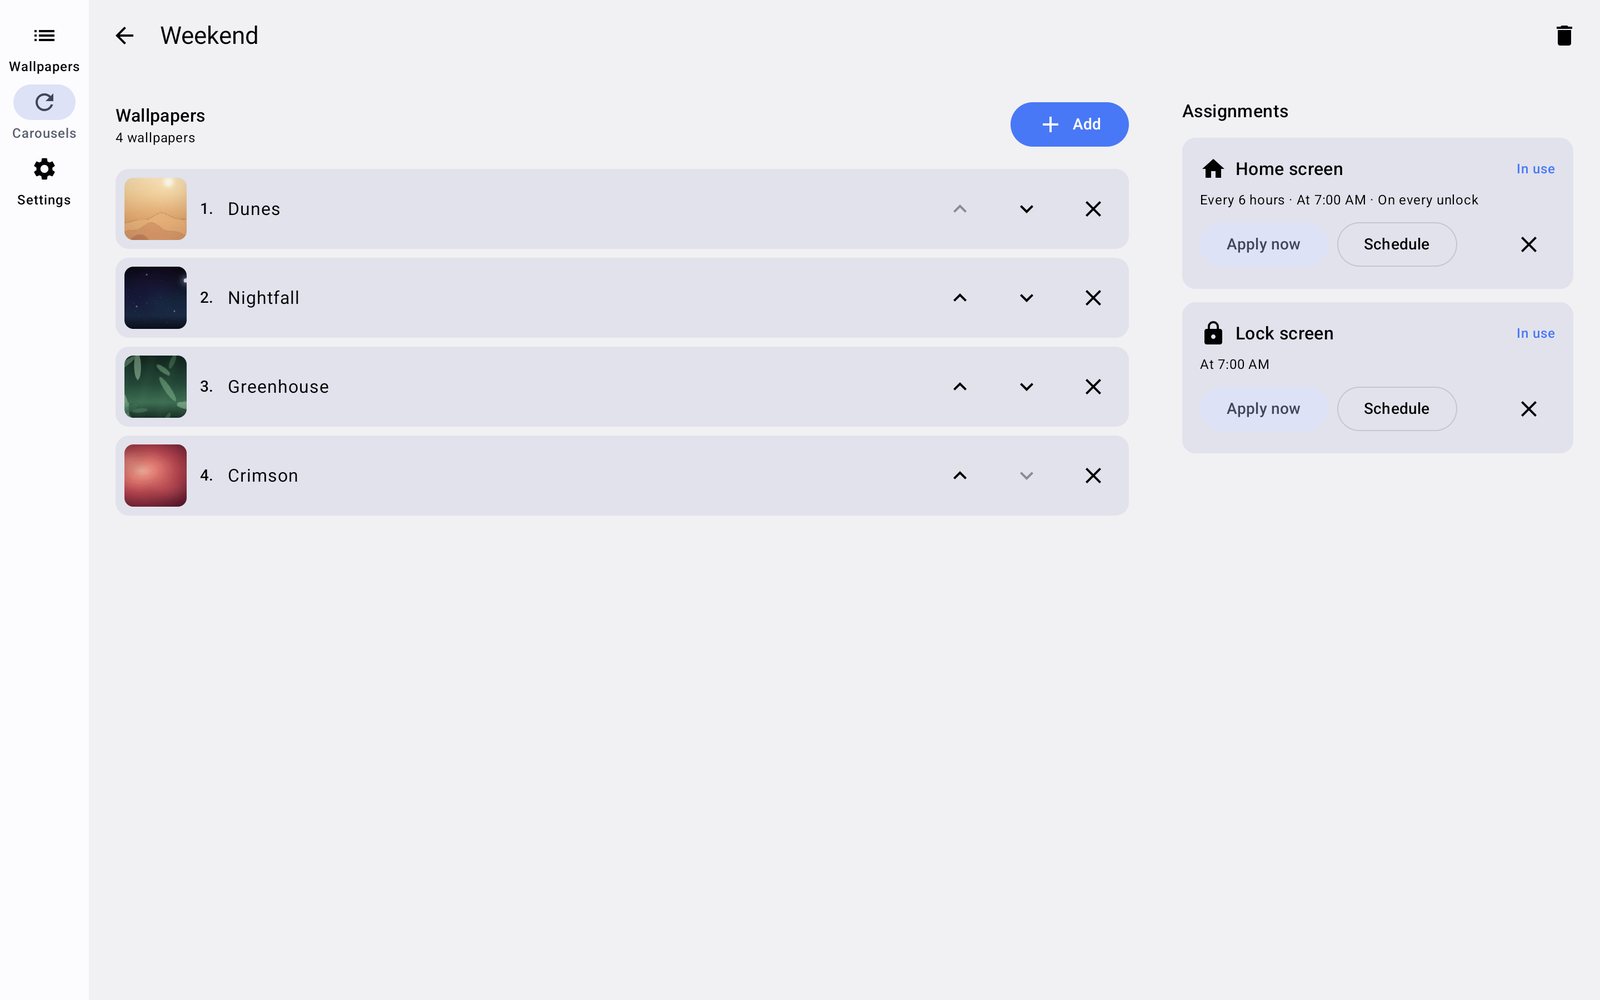 Wallpapers
Carousels
Settings
Weekend
Wallpapers
4 wallpapers
Add
1. Dunes
2. Nightfall
3. Greenhouse
4. Crimson
Assignments
Home screen In use
Every 6 hours · At 7:00 AM · On every unlock
Apply now Schedule
Lock screen In use
At 7:00 AM
Apply now Schedule